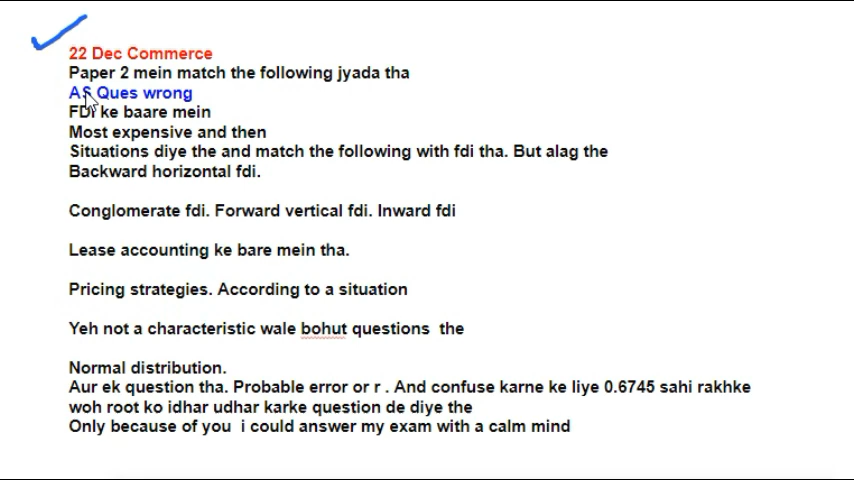 22 Dec Commerce
Paper 2 mein match the following jyada tha
AS Ques wrong
FDI ke baare mein
Most expensive and then
Situations diye the and match the following with fdi tha. But alag the
Backward horizontal fdi.
Conglomerate fdi. Forward vertical fdi. Inward fdi
Lease accounting ke bare mein tha.
Pricing strategies. According to a situation
Yeh not a characteristic wale bohut questions the
Normal distribution.
Aur ek question tha. Probable error or r . And confuse karne ke liye 0.6745 sahi rakhke
woh root ko idhar udhar karke question de diye the
Only because of you i could answer my exam with a calm mind